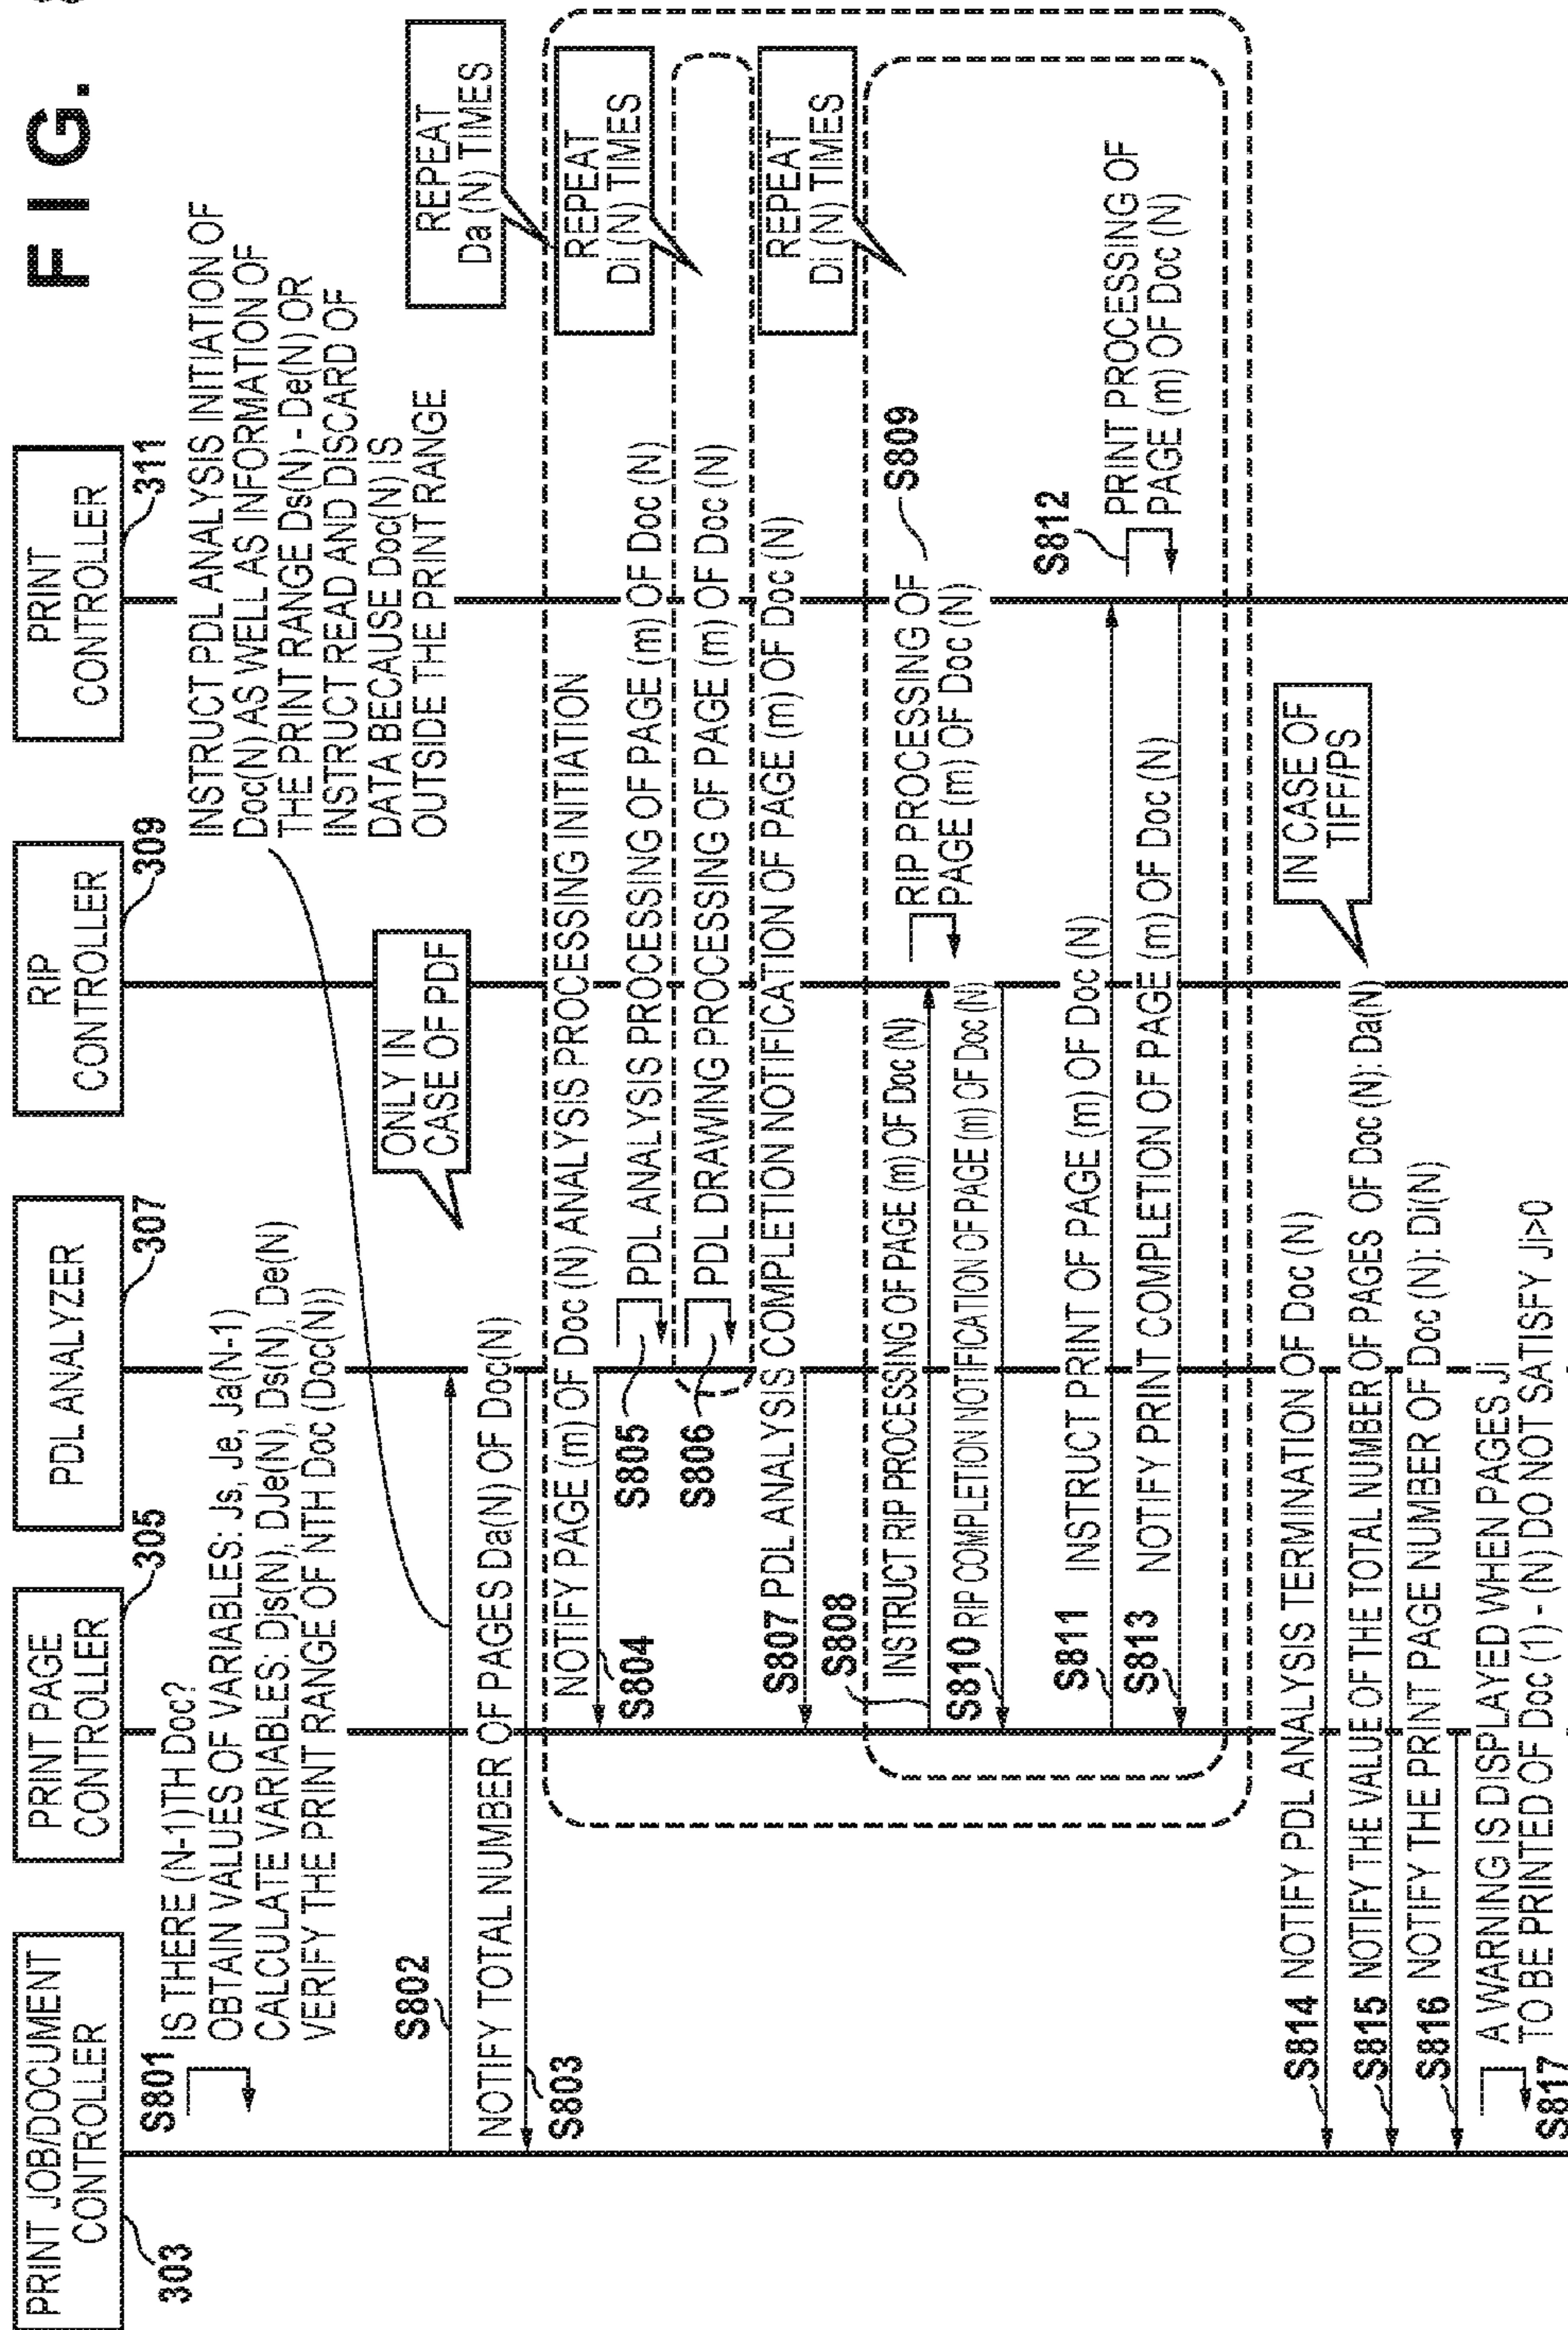 FIG. 8
PRINT JOB/DOCUMENT
CONTROLLER
303
PRINT PAGE
CONTROLLER
305
PDL ANALYZER
307
RIP
CONTROLLER
309
PRINT
CONTROLLER
311
S801
IS THERE (N-1)TH Doc?
OBTAIN VALUES OF VARIABLES: Js, Je, Ja(N-1)
CALCULATE VARIABLES: Djs(N), DJe(N), Ds(N), De(N)
VERIFY THE PRINT RANGE OF NTH Doc (Doc(N))
INSTRUCT PDL ANALYSIS INITIATION OF
Doc(N) AS WELL AS INFORMATION OF
THE PRINT RANGE Ds(N) - De(N) OR
INSTRUCT READ AND DISCARD OF
DATA BECAUSE Doc(N) IS
OUTSIDE THE PRINT RANGE
S802
ONLY IN
CASE OF PDF
NOTIFY TOTAL NUMBER OF PAGES Da(N) OF Doc(N)
S803
REPEAT
Da (N) TIMES
NOTIFY PAGE (m) OF Doc (N) ANALYSIS PROCESSING INITIATION
S804
REPEAT
Di (N) TIMES
S805
PDL ANALYSIS PROCESSING OF PAGE (m) OF Doc (N)
S806
PDL DRAWING PROCESSING OF PAGE (m) OF Doc (N)
S807 PDL ANALYSIS COMPLETION NOTIFICATION OF PAGE (m) OF Doc (N)
REPEAT
Di (N) TIMES
S808
INSTRUCT RIP PROCESSING OF PAGE (m) OF Doc (N)
RIP PROCESSING OF
PAGE (m) OF Doc (N)
S809
S810 RIP COMPLETION NOTIFICATION OF PAGE (m) OF Doc (N)
S811
INSTRUCT PRINT OF PAGE (m) OF Doc (N)
S812
PRINT PROCESSING OF
PAGE (m) OF Doc (N)
S813
NOTIFY PRINT COMPLETION OF PAGE (m) OF Doc (N)
IN CASE OF
TIFF/PS
S814 NOTIFY PDL ANALYSIS TERMINATION OF Doc (N)
S815 NOTIFY THE VALUE OF THE TOTAL NUMBER OF PAGES OF Doc (N): Da(N)
S816 NOTIFY THE PRINT PAGE NUMBER OF Doc (N): Di(N)
S817
A WARNING IS DISPLAYED WHEN PAGES Ji
TO BE PRINTED OF Doc (1) - (N) DO NOT SATISFY Ji>0